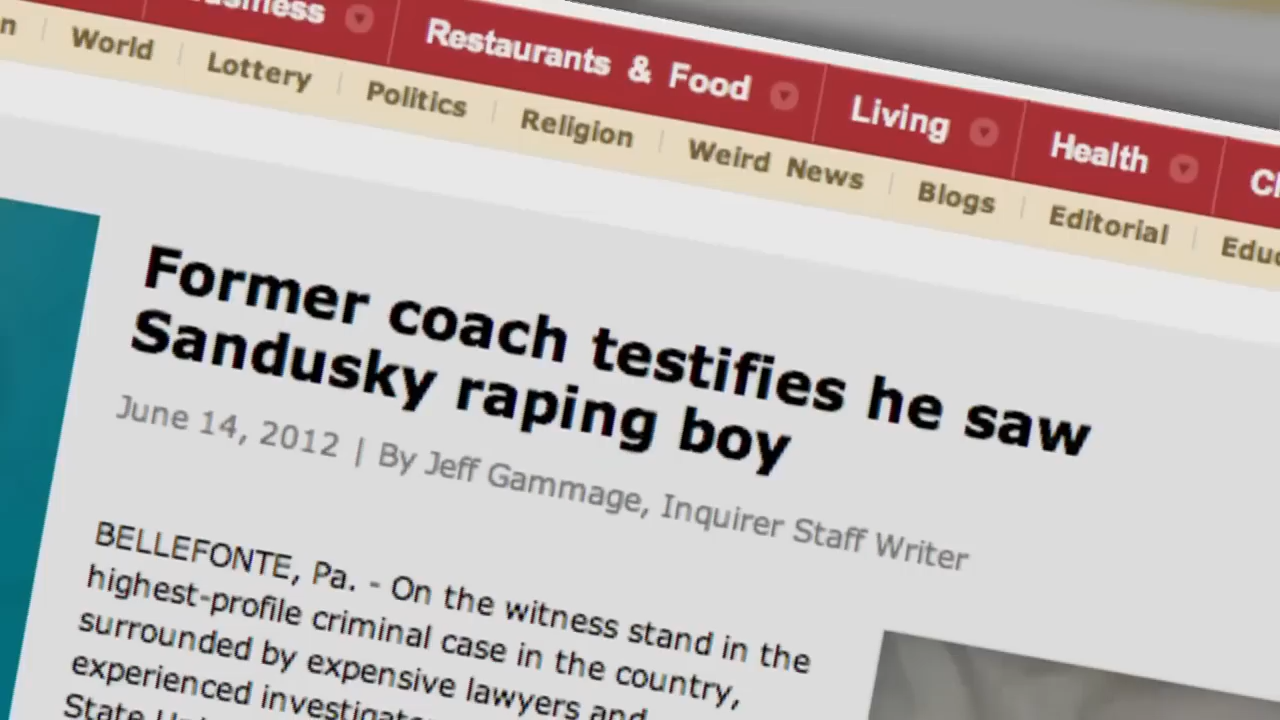 Restaurants & Food Living Health
World Lottery Politics Religion Weird News Blogs Editorial
Former coach testifies he saw
Sandusky raping boy
June 14, 2012 | By Jeff Gammage, Inquirer Staff Writer
BELLEFONTE, Pa. - On the witness stand in the
highest-profile criminal case in the country,
surrounded by expensive lawyers and
experienced
State